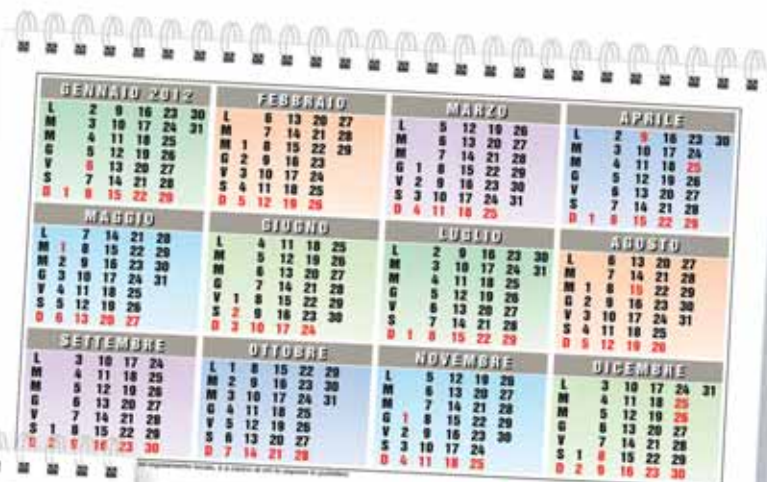 GENNAIO 2012
L 2 9 16 23 30
M 3 10 17 24 31
M 4 11 18 25
G 5 12 19 26
V 6 13 20 27
S 7 14 21 28
D 1 8 15 22 29
FEBBRAIO
L 6 13 20 27
M 7 14 21 28
M 1 8 15 22 29
G 2 9 16 23
V 3 10 17 24
S 4 11 18 25
D 5 12 19 26
MARZO
L 5 12 19 26
M 6 13 20 27
M 7 14 21 28
G 1 8 15 22 29
V 2 9 16 23 30
S 3 10 17 24 31
D 4 11 18 25
APRILE
L 2 9 16 23 30
M 3 10 17 24
M 4 11 18 25
G 5 12 19 26
V 6 13 20 27
S 7 14 21 28
D 1 8 15 22 29
MAGGIO
L 7 14 21 28
M 1 8 15 22 29
M 2 9 16 23 30
G 3 10 17 24 31
V 4 11 18 25
S 5 12 19 26
D 6 13 20 27
GIUGNO
L 4 11 18 25
M 5 12 19 26
M 6 13 20 27
G 7 14 21 28
V 1 8 15 22 29
S 2 9 16 23 30
D 3 10 17 24
LUGLIO
L 2 9 16 23 30
M 3 10 17 24 31
M 4 11 18 25
G 5 12 19 26
V 6 13 20 27
S 7 14 21 28
D 1 8 15 22 29
AGOSTO
L 6 13 20 27
M 7 14 21 28
M 1 8 15 22 29
G 2 9 16 23 30
V 3 10 17 24 31
S 4 11 18 25
D 5 12 19 26
SETTEMBRE
L 3 10 17 24
M 4 11 18 25
M 5 12 19 26
G 6 13 20 27
V 7 14 21 28
S 1 8 15 22 29
D 2 9 16 23 30
OTTOBRE
L 1 8 15 22 29
M 2 9 16 23 30
M 3 10 17 24 31
G 4 11 18 25
V 5 12 19 26
S 6 13 20 27
D 7 14 21 28
NOVEMBRE
L 5 12 19 26
M 6 13 20 27
M 7 14 21 28
G 1 8 15 22 29
V 2 9 16 23 30
S 3 10 17 24
D 4 11 18 25
DICEMBRE
L 3 10 17 24 31
M 4 11 18 25
M 5 12 19 26
G 6 13 20 27
V 7 14 21 28
S 1 8 15 22 29
D 2 9 16 23 30